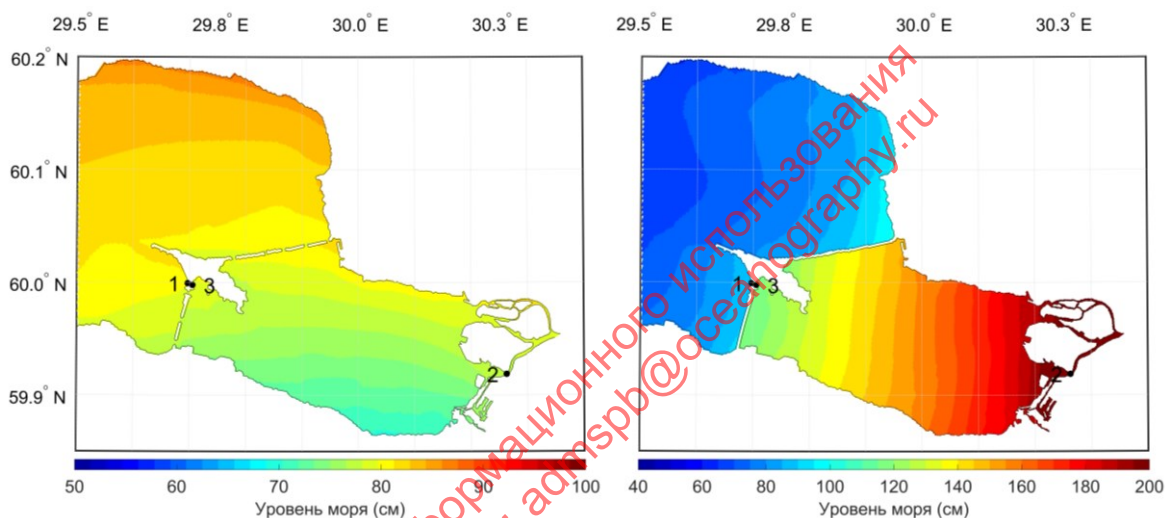 29.5° E 29.8° E 30.0° E 30.3° E
29.5° E 29.8° E 30.0° E 30.3° E
60.2° N
60.1° N
60.0° N
59.9° N
1 3
2
1 3
2
50 60 70 80 90 100
Уровень моря (см)
40 60 80 100 120 140 160 180 200
Уровень моря (см)
использования
admspb@oceanography.ru